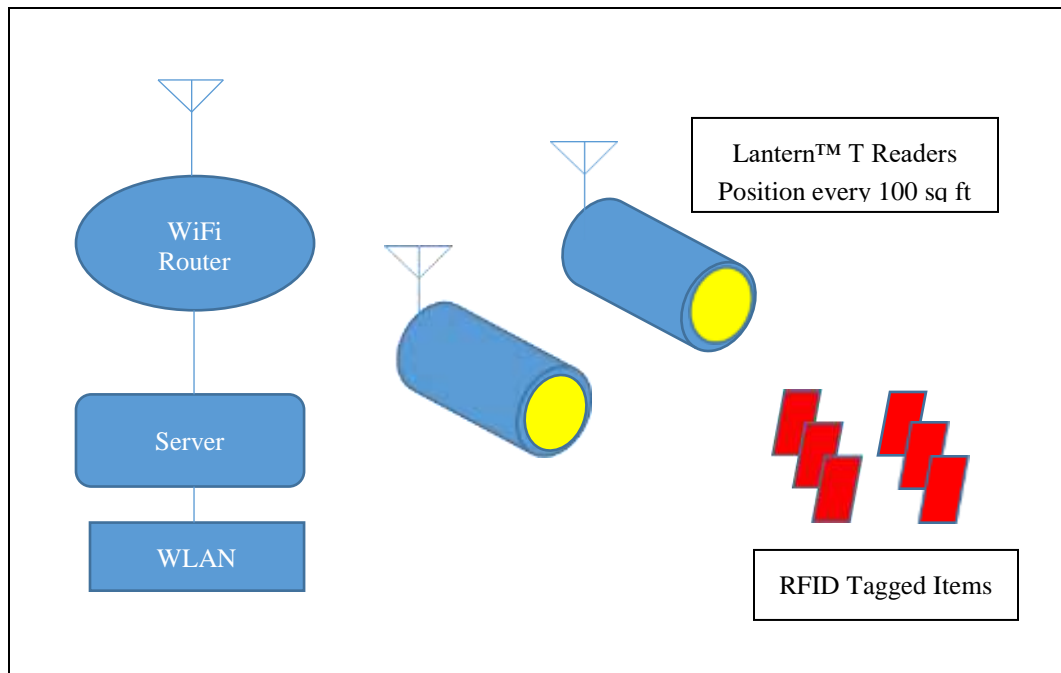 WiFi
Router
Server
WLAN
Lantern™ T Readers
Position every 100 sq ft
RFID Tagged Items